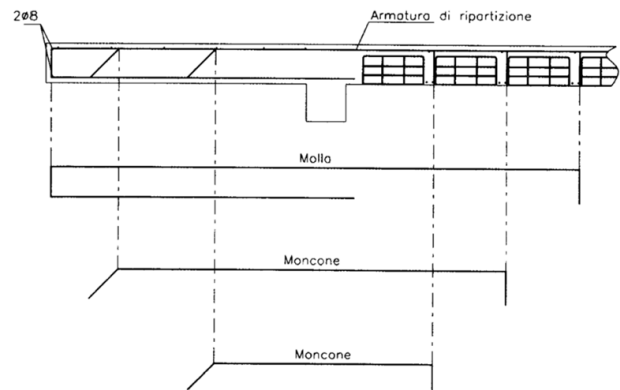 2ø8
Armatura di ripartizione
Molla
Moncone
Moncone